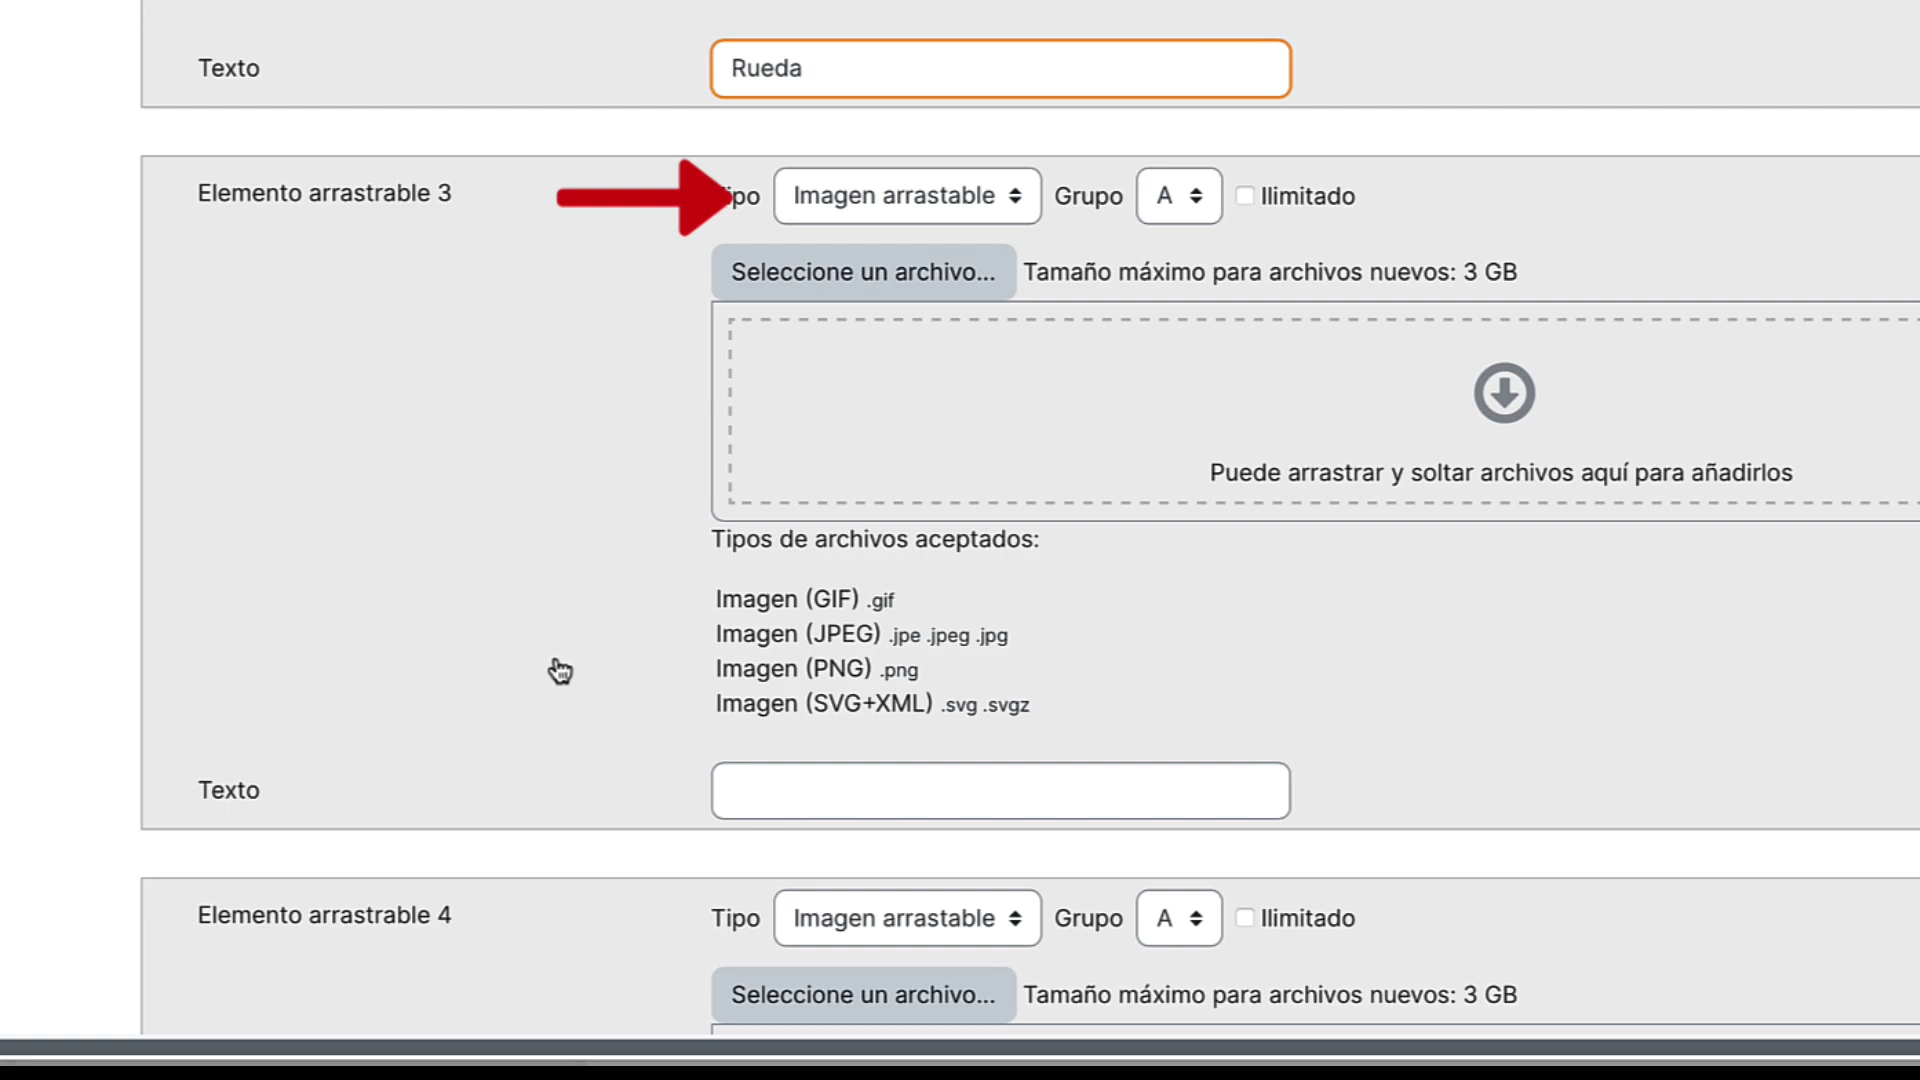 Texto
Rueda
Elemento arrastrable 3
ipo Imagen arrastable Grupo A Ilimitado
Seleccione un archivo... Tamaño máximo para archivos nuevos: 3 GB
Puede arrastrar y soltar archivos aquí para añadirlos
Tipos de archivos aceptados:
Imagen (GIF) .gif
Imagen (JPEG) .jpe .jpeg .jpg
Imagen (PNG) .png
Imagen (SVG+XML) .svg .svgz
Texto
Elemento arrastrable 4
Tipo Imagen arrastable Grupo A Ilimitado
Seleccione un archivo... Tamaño máximo para archivos nuevos: 3 GB